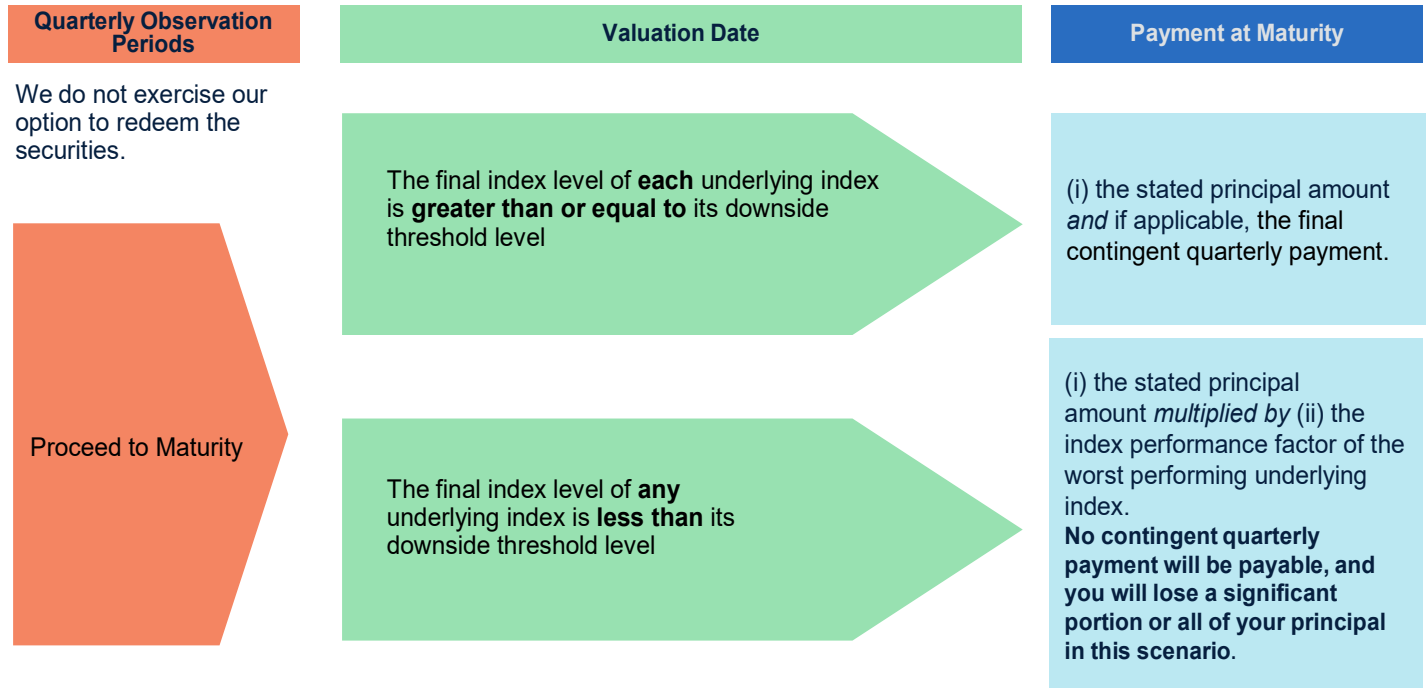 Quarterly Observation
Periods
Valuation Date
Payment at Maturity
We do not exercise our
option to redeem the
securities.
Proceed to Maturity
The final index level of each underlying index
is greater than or equal to its downside
threshold level
(i) the stated principal amount
and if applicable, the final
contingent quarterly payment.
The final index level of any
underlying index is less than its
downside threshold level
(i) the stated principal
amount multiplied by (ii) the
index performance factor of the
worst performing underlying
index.
No contingent quarterly
payment will be payable, and
you will lose a significant
portion or all of your principal
in this scenario.